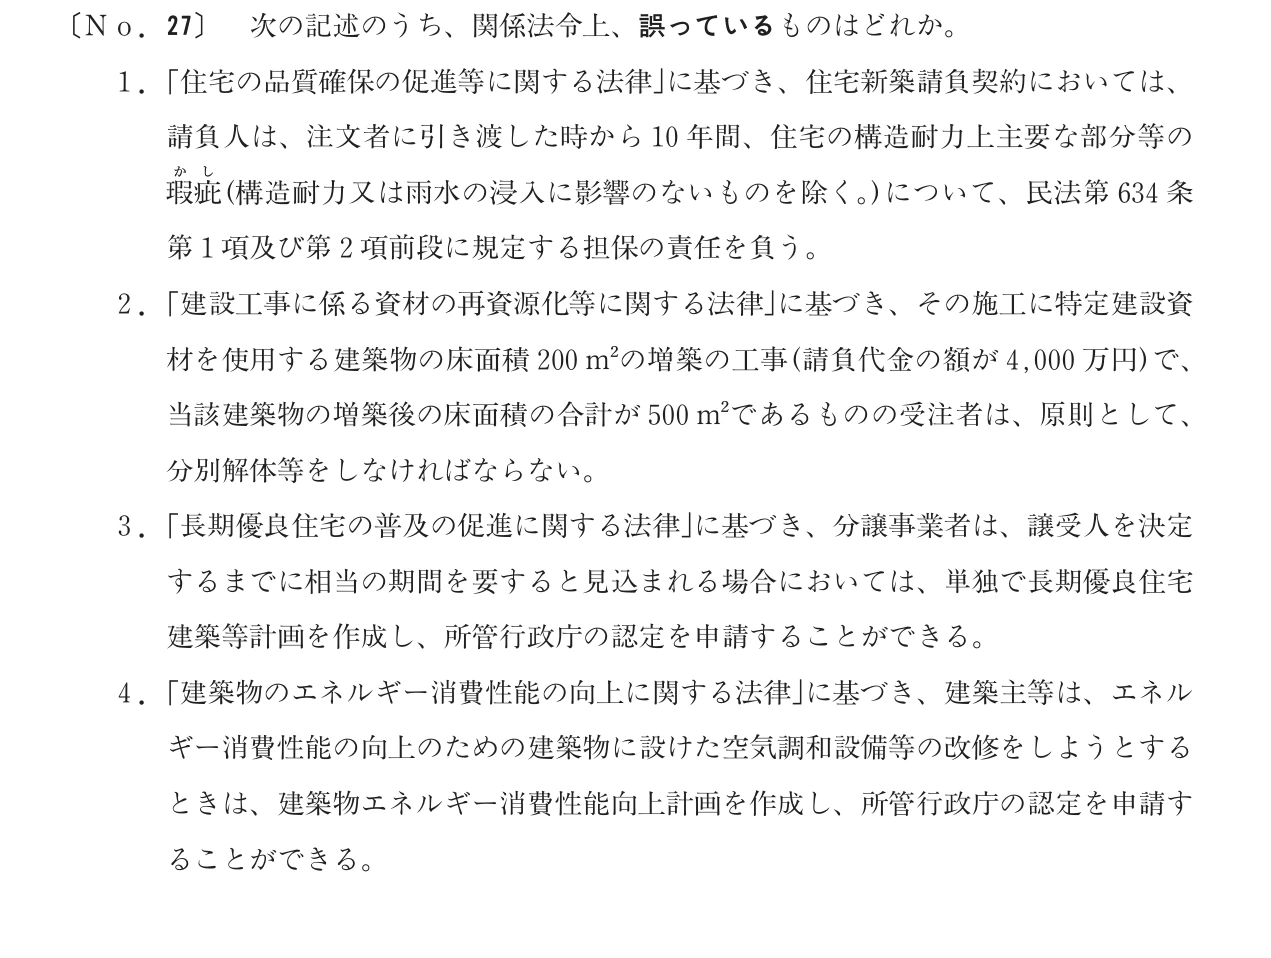 〔Ｎｏ．27〕　次の記述のうち、関係法令上、誤っているものはどれか。
１．「住宅の品質確保の促進等に関する法律」に基づき、住宅新築請負契約においては、
請負人は、注文者に引き渡した時から 10 年間、住宅の構造耐力上主要な部分等の
かし
瑕疵(構造耐力又は雨水の浸入に影響のないものを除く。)について、民法第 634 条
第１項及び第２項前段に規定する担保の責任を負う。
２．「建設工事に係る資材の再資源化等に関する法律」に基づき、その施工に特定建設資
材を使用する建築物の床面積 200 m²の増築の工事(請負代金の額が 4,000 万円)で、
当該建築物の増築後の床面積の合計が 500 m²であるものの受注者は、原則として、
分別解体等をしなければならない。
３．「長期優良住宅の普及の促進に関する法律」に基づき、分譲事業者は、譲受人を決定
するまでに相当の期間を要すると見込まれる場合においては、単独で長期優良住宅
建築等計画を作成し、所管行政庁の認定を申請することができる。
４．「建築物のエネルギー消費性能の向上に関する法律」に基づき、建築主等は、エネル
ギー消費性能の向上のための建築物に設けた空気調和設備等の改修をしようとする
ときは、建築物エネルギー消費性能向上計画を作成し、所管行政庁の認定を申請す
ることができる。